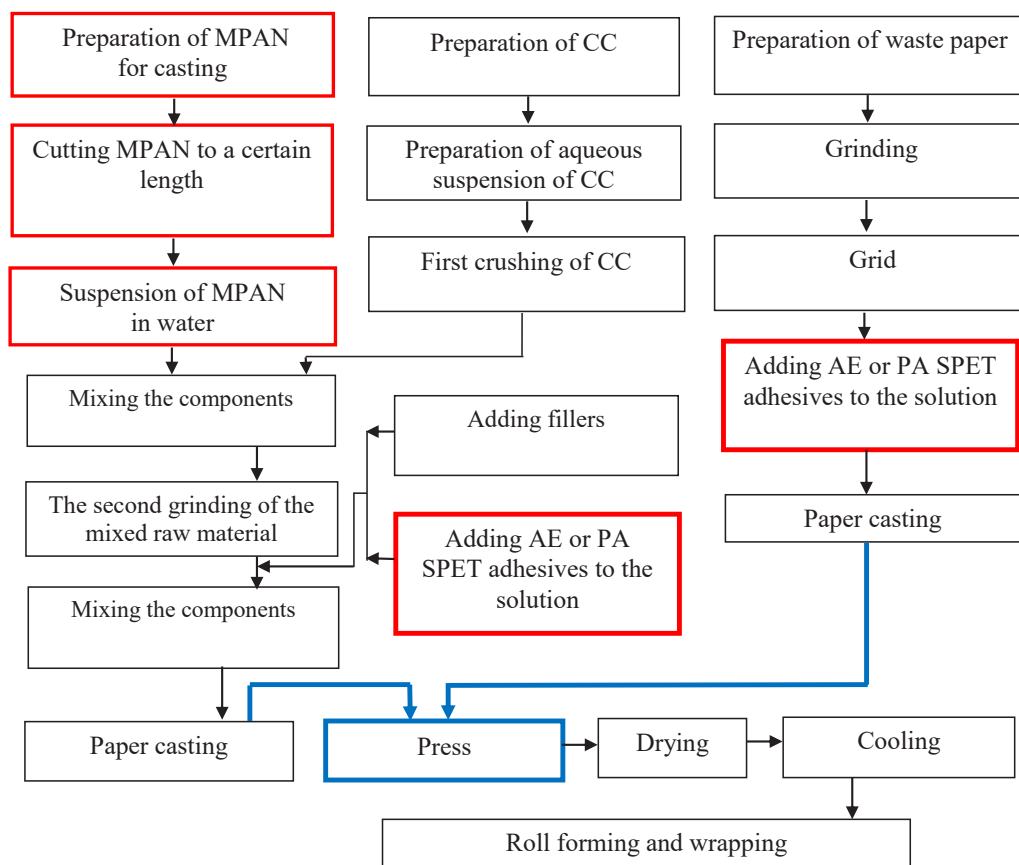 Preparation of MPAN
for casting
Preparation of CC
Preparation of waste paper
Cutting MPAN to a certain
length
Preparation of aqueous
suspension of CC
Grinding
Suspension of MPAN
in water
First crushing of CC
Grid
Mixing the components
Adding fillers
Adding AE or PA SPET
adhesives to the solution
The second grinding of the
mixed raw material
Adding AE or PA
SPET adhesives to the
solution
Paper casting
Mixing the components
Paper casting
Press
Drying
Cooling
Roll forming and wrapping